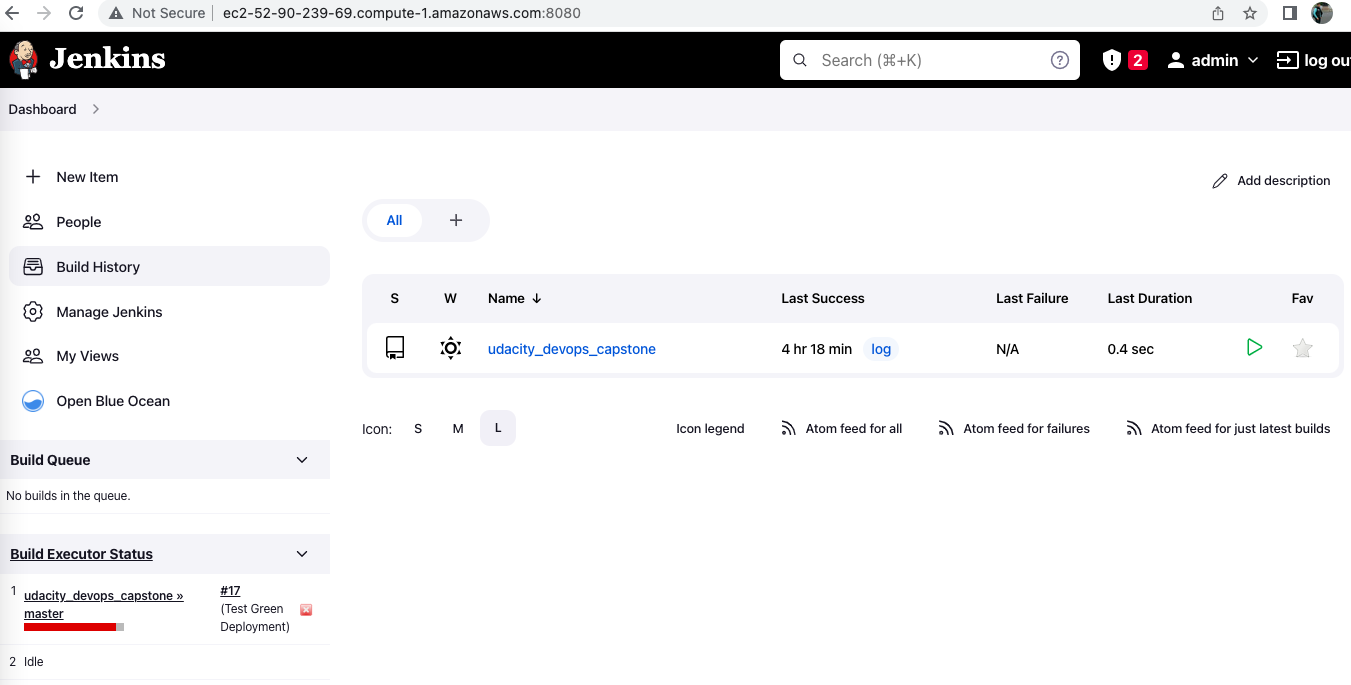 Not Secure ec2-52-90-239-69.compute-1.amazonaws.com:8080
Jenkins
Search (⌘+K)
2
admin
log ou
Dashboard
New Item
People
Build History
Manage Jenkins
My Views
Open Blue Ocean
Add description
All
S W Name ↓ Last Success Last Failure Last Duration Fav
udacity_devops_capstone 4 hr 18 min log N/A 0.4 sec
Icon: S M L Icon legend Atom feed for all Atom feed for failures Atom feed for just latest builds
Build Queue
No builds in the queue.
Build Executor Status
1 udacity_devops_capstone » master
#17 (Test Green Deployment)
2 Idle